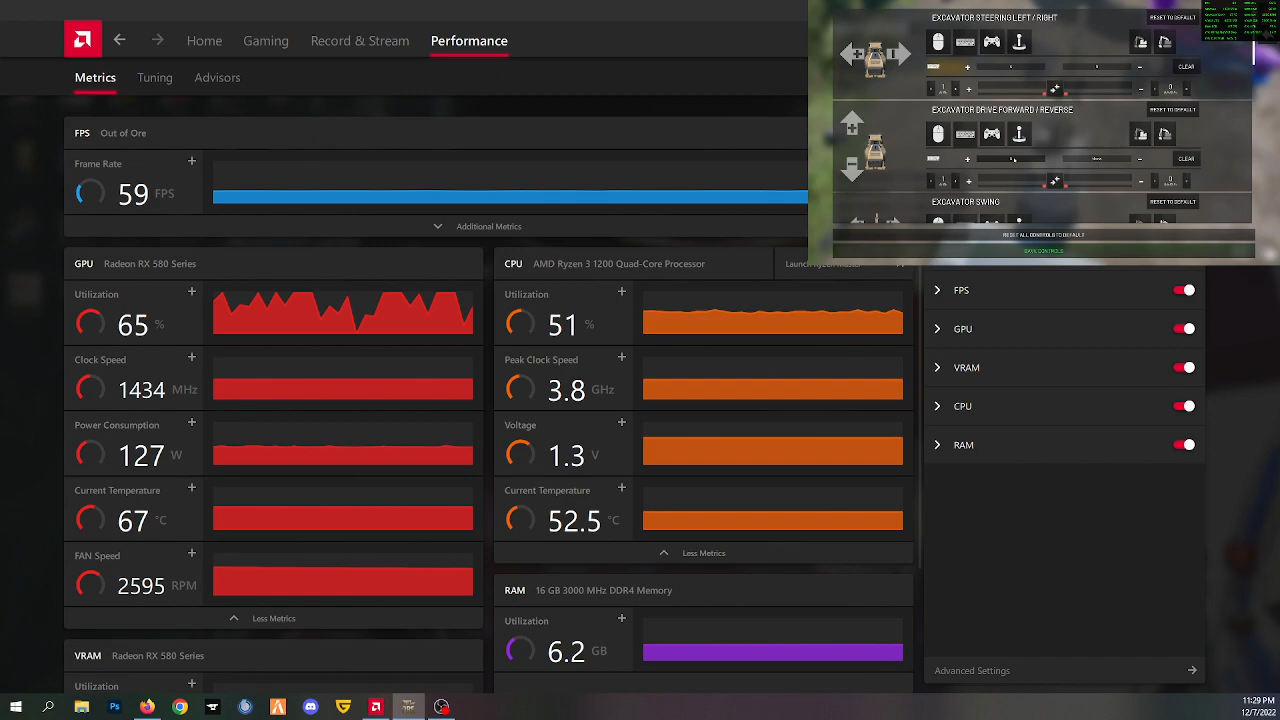 Home
Gaming
Record & Stream
Performance
Metrics
Tuning
Advisors
FPS Out of Ore
Frame Rate
59 FPS
Additional Metrics
GPU Radeon RX 580 Series
Utilization
65 %
Clock Speed
1434 MHz
Power Consumption
127 W
Current Temperature
67 °C
FAN Speed
2595 RPM
Less Metrics
VRAM Radeon RX 580 Series
Utilization
CPU AMD Ryzen 3 1200 Quad-Core Processor
Utilization
51 %
Peak Clock Speed
3.8 GHz
Voltage
1.3 V
Current Temperature
52.5 °C
Less Metrics
RAM 16 GB 3000 MHz DDR4 Memory
Utilization
6.2 GB
EXCAVATOR STEERING LEFT / RIGHT
RESET TO DEFAULT
CLEAR
EXCAVATOR DRIVE FORWARD / REVERSE
RESET TO DEFAULT
CLEAR
EXCAVATOR SWING
RESET TO DEFAULT
RESET ALL CONTROLS TO DEFAULT
SAVE CONTROLS
FPS
GPU
VRAM
CPU
RAM
Advanced Settings
11:29 PM
12/7/2022